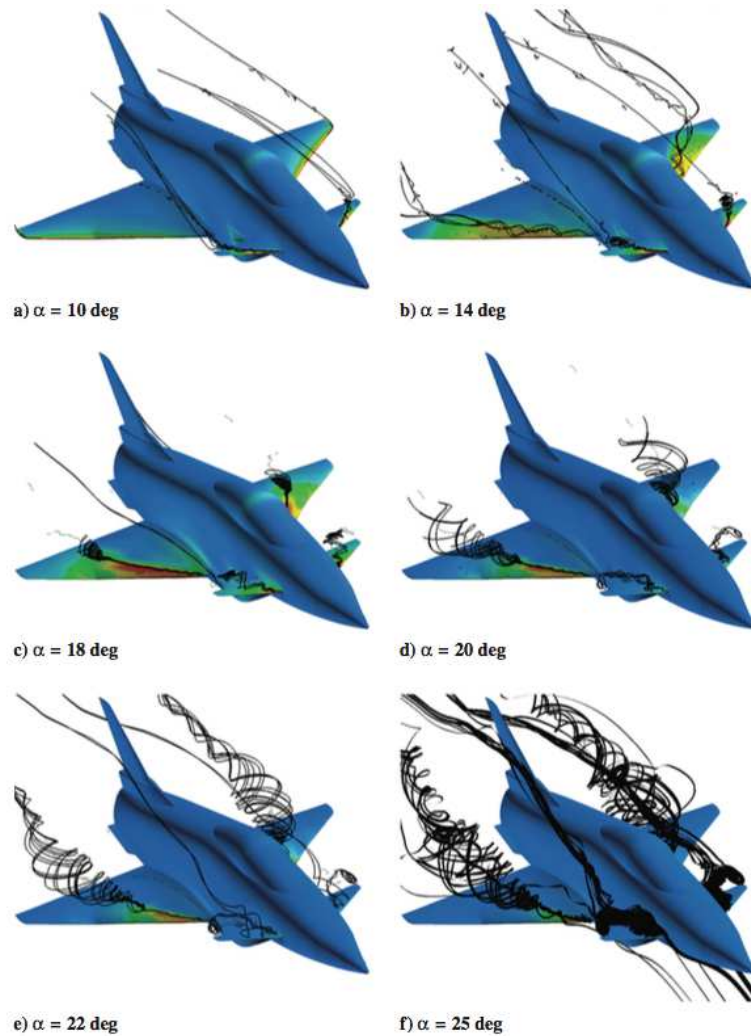 a) α = 10 deg
b) α = 14 deg
c) α = 18 deg
d) α = 20 deg
e) α = 22 deg
f) α = 25 deg